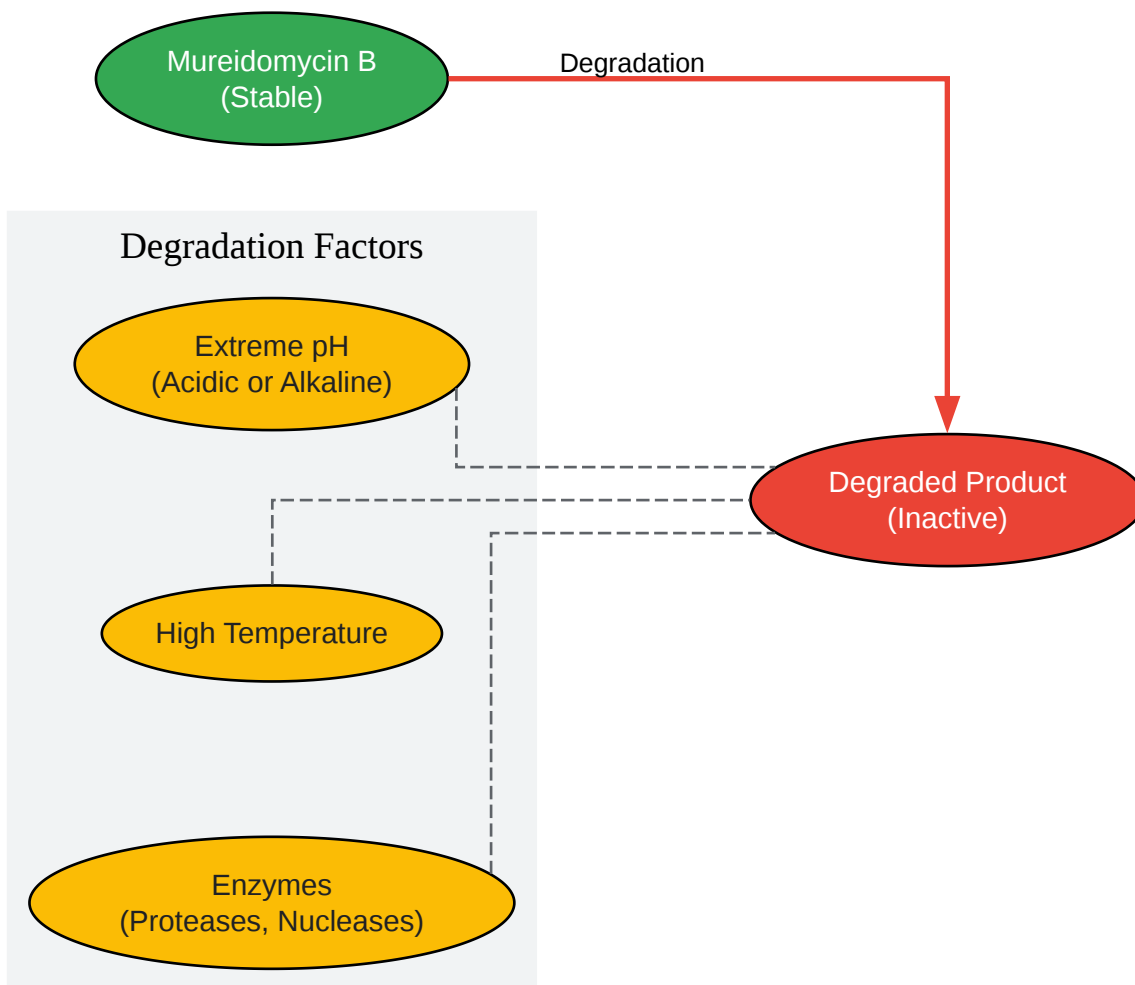 Mureidomycin B
(Stable)
Degradation
Degradation Factors
Extreme pH
(Acidic or Alkaline)
Degraded Product
(Inactive)
High Temperature
Enzymes
(Proteases, Nucleases)